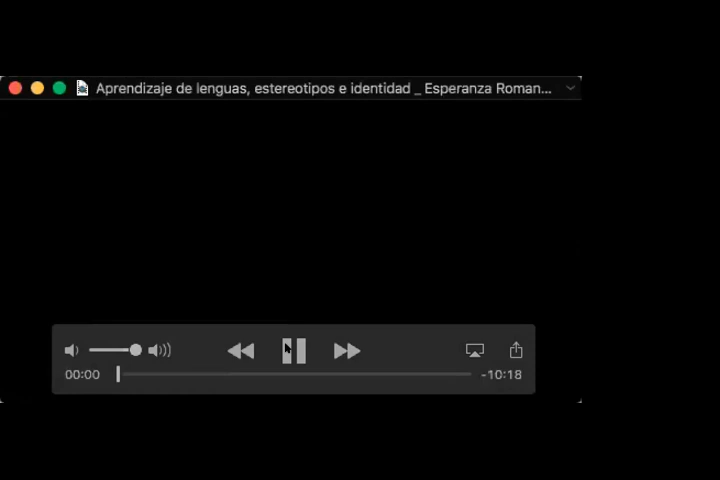 Aprendizaje de lenguas, estereotipos e identidad _ Esperanza Roman...
00:00
-10:18